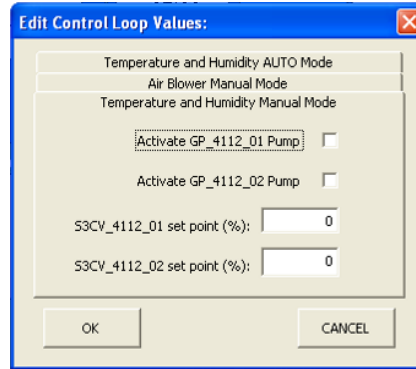 Edit Control Loop Values:
Temperature and Humidity AUTO Mode
Air Blower Manual Mode
Temperature and Humidity Manual Mode
Activate GP_4112_01 Pump
Activate GP_4112_02 Pump
S3CV_4112_01 set point (%): 0
S3CV_4112_02 set point (%): 0
OK CANCEL